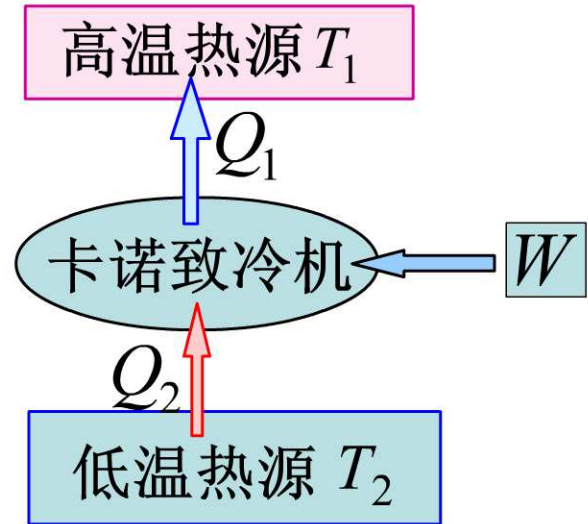 高温热源 T₁
Q₁
卡诺致冷机
W
Q₂
低温热源 T₂